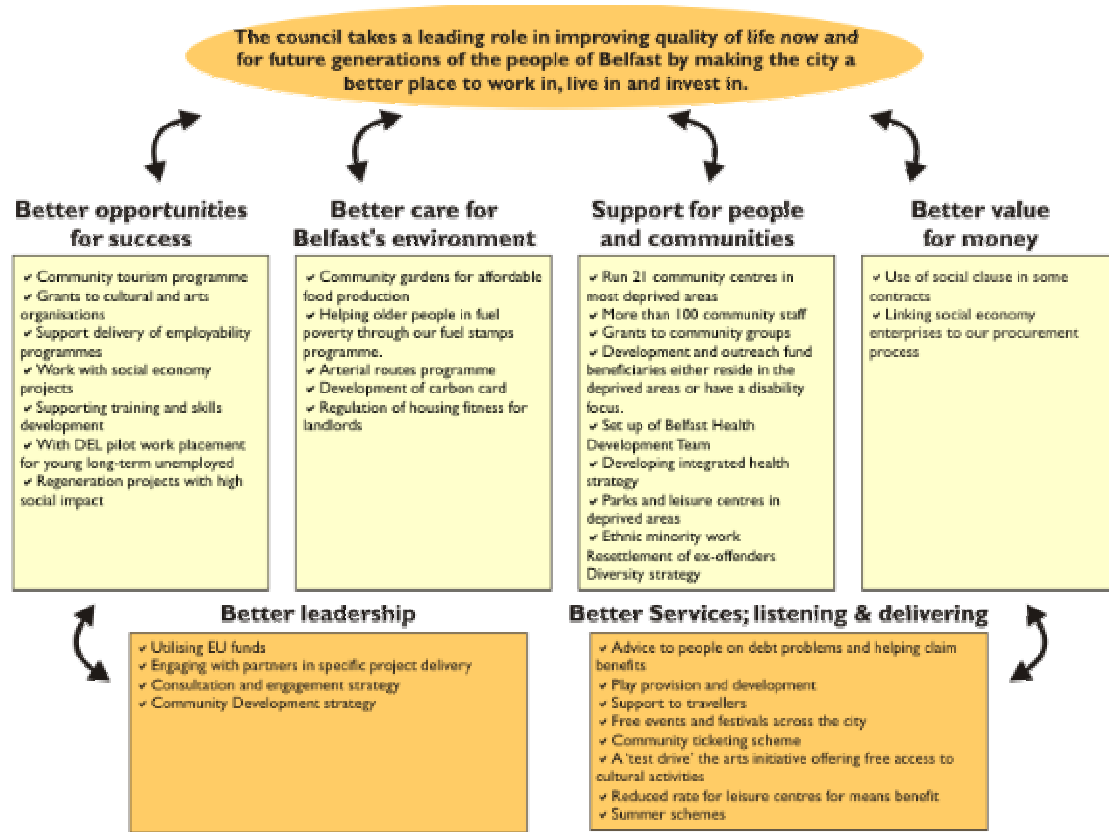 The council takes a leading role in improving quality of life now and
for future generations of the people of Belfast by making the city a
better place to work in, live in and invest in.
Better opportunities
for success
✔ Community tourism programme
✔ Grants to cultural and arts
organisations
✔ Support delivery of employability
programmes
✔ Work with social economy
projects
✔ Supporting training and skills
development
✔ With DEL pilot work placement
for young long-term unemployed
✔ Regeneration projects with high
social impact
Better care for
Belfast's environment
✔ Community gardens for affordable
food production
✔ Helping older people in fuel
poverty through our fuel stamps
programme.
✔ Arterial routes programme
✔ Development of carbon card
✔ Regulation of housing fitness for
landlords
Support for people
and communities
✔ Run 21 community centres in
most deprived areas
✔ More than 100 community staff
✔ Grants to community groups
✔ Development and outreach fund
beneficiaries either reside in the
deprived areas or have a disability
focus.
✔ Set up of Belfast Health
Development Team
✔ Developing integrated health
strategy
✔ Parks and leisure centres in
deprived areas
✔ Ethnic minority work
Resettlement of ex-offenders
Diversity strategy
Better value
for money
✔ Use of social clause in some
contracts
✔ Linking social economy
enterprises to our procurement
process
Better leadership
✔ Utilising EU funds
✔ Engaging with partners in specific project delivery
✔ Consultation and engagement strategy
✔ Community Development strategy
Better Services; listening & delivering
✔ Advice to people on debt problems and helping claim
benefits
✔ Play provision and development
✔ Support to travellers
✔ Free events and festivals across the city
✔ Community ticketing scheme
✔ A 'test drive' the arts initiative offering free access to
cultural activities
✔ Reduced rate for leisure centres for means benefit
✔ Summer schemes